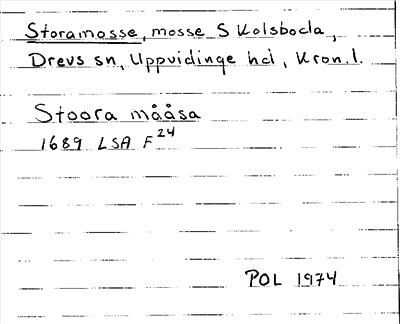 Storamosse, mosse S Kolsboda,
Drevs sn, Uppvidinge hd, Kron.l.
Stoora mååsa
1689 LSA F24
POL 1974